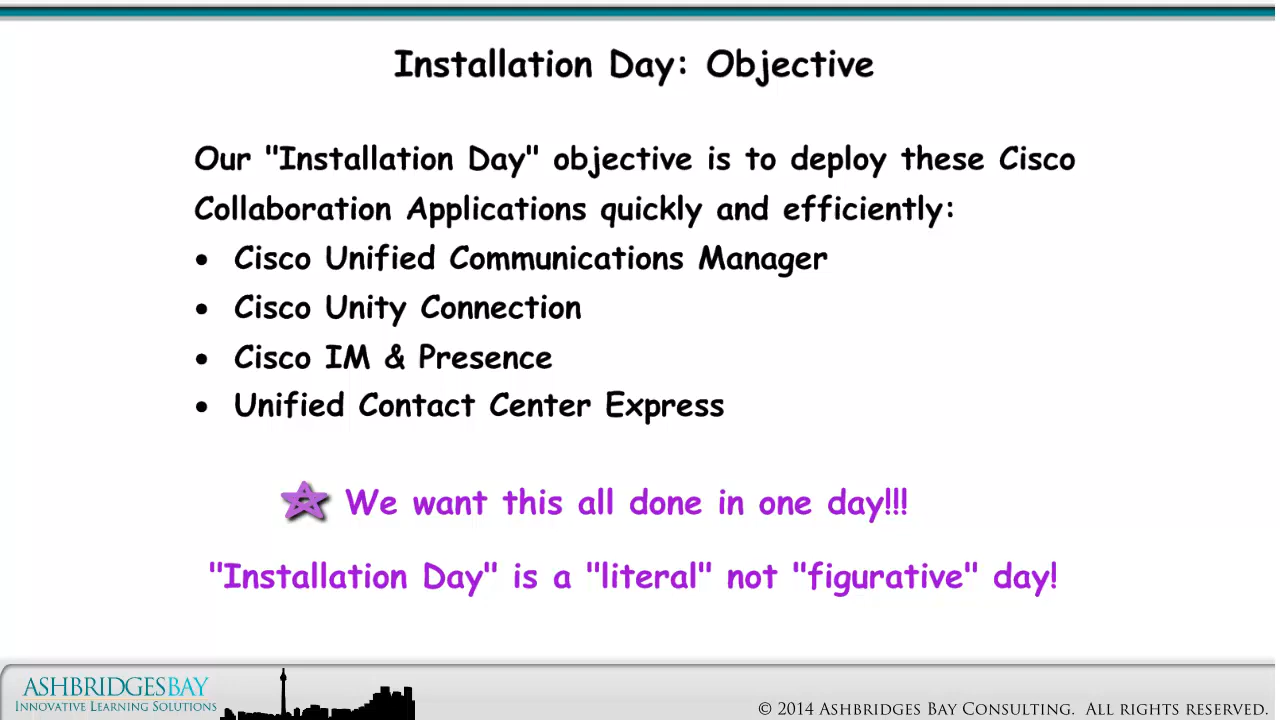 Installation Day: Objective
Our "Installation Day" objective is to deploy these Cisco
Collaboration Applications quickly and efficiently:
• Cisco Unified Communications Manager
• Cisco Unity Connection
• Cisco IM & Presence
• Unified Contact Center Express
We want this all done in one day!!!
"Installation Day" is a "literal" not "figurative" day!
ASHBRIDGESBAY
INNOVATIVE LEARNING SOLUTIONS
© 2014 ASHBRIDGES BAY CONSULTING. ALL RIGHTS RESERVED.